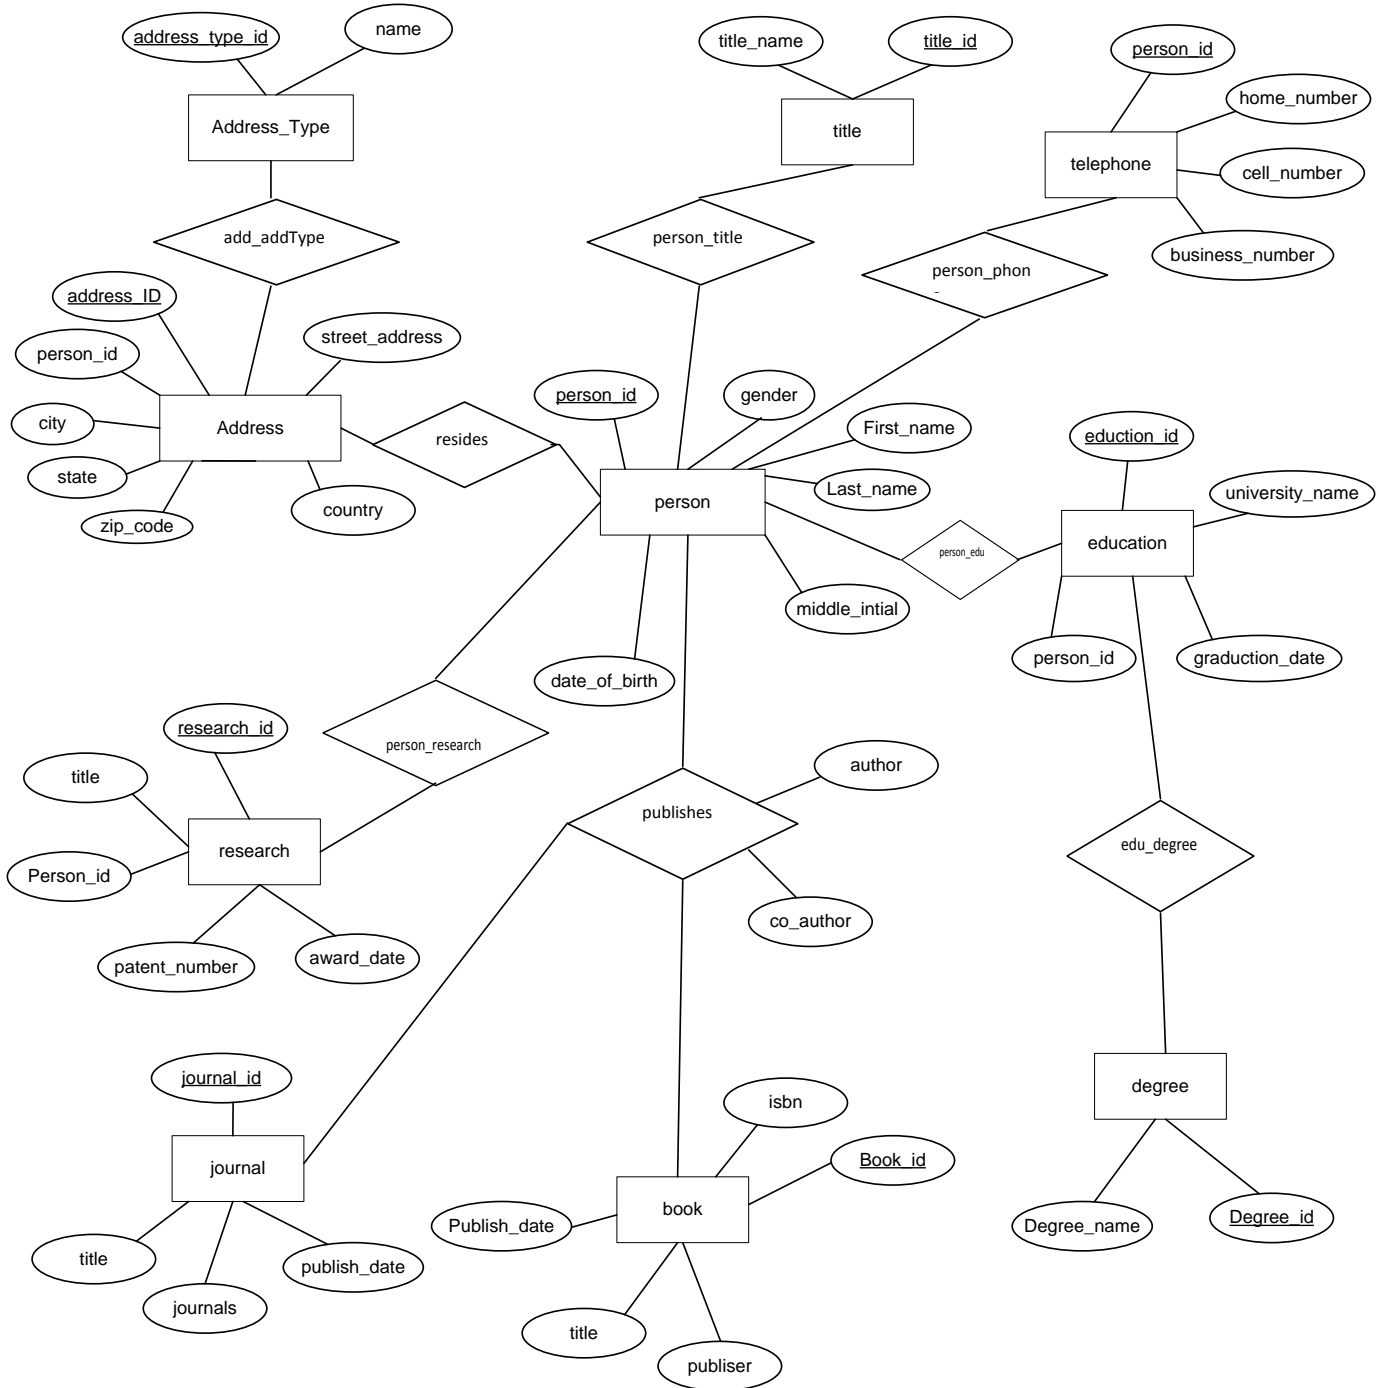 address_type_id
name
title_name
title_id
person_id
home_number
Address_Type
title
telephone
cell_number
add_addType
person_title
business_number
person_phon
address_ID
street_address
person_id
person_id
gender
city
Address
resides
First_name
eduction_id
state
Last_name
university_name
zip_code
country
person
education
person_edu
middle_intial
person_id
graduction_date
date_of_birth
research_id
person_research
title
author
publishes
research
edu_degree
Person_id
co_author
patent_number
award_date
journal_id
isbn
degree
journal
Book_id
book
Publish_date
Degree_name
Degree_id
title
publish_date
journals
title
publiser